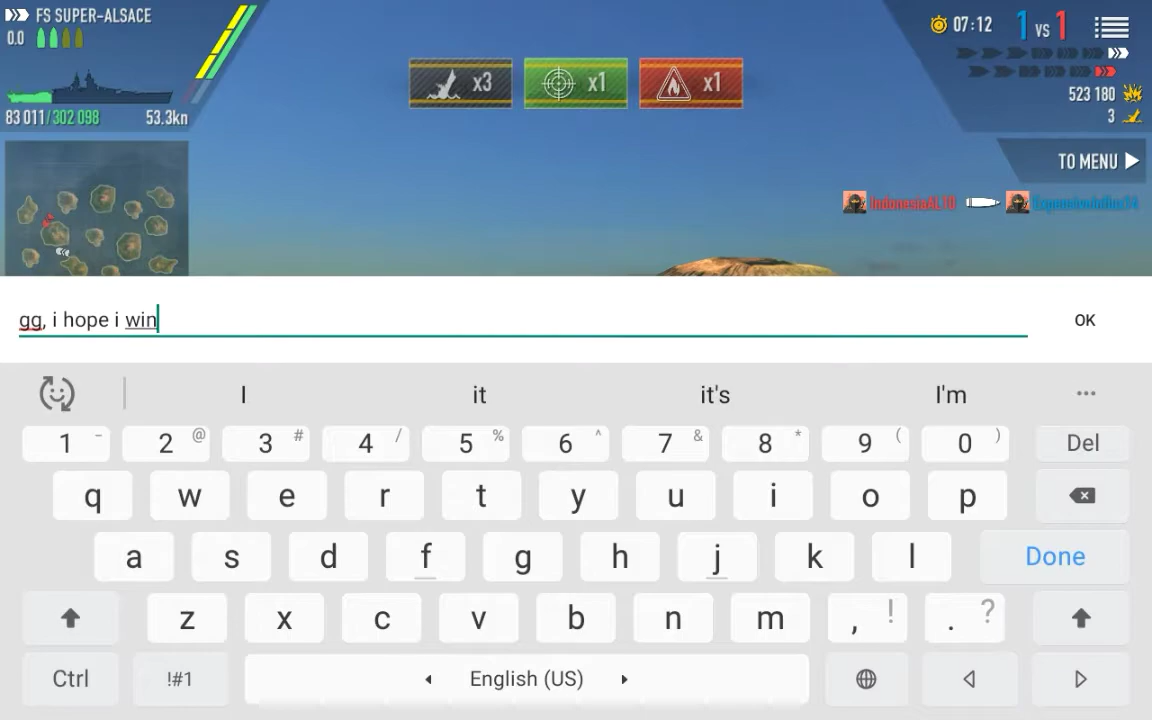 FS SUPER-ALSACE
07:12 1 vs 1
0.0
x3 x1 x1
523 180
3
83 011/302 098 53.3kn
TO MENU
IndonesiaAL10
gg, i hope i win OK
I it it's I'm ...
1 - 2 @ 3 # 4 / 5 % 6 ^ 7 & 8 * 9 ( 0 ) Del
q w e r t y u i o p
a s d f g h j k l Done
z x c v b n m , ! . ?
Ctrl !#1 English (US)